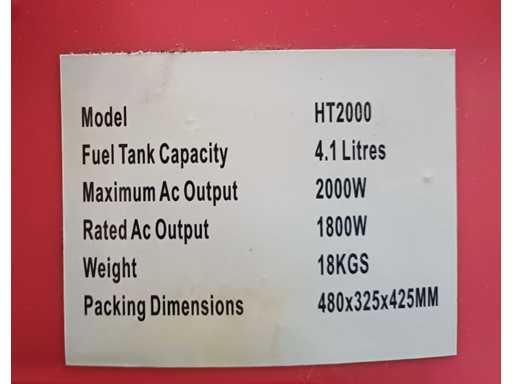 Model HT2000
Fuel Tank Capacity 4.1 Litres
Maximum Ac Output 2000W
Rated Ac Output 1800W
Weight 18KGS
Packing Dimensions 480x325x425MM